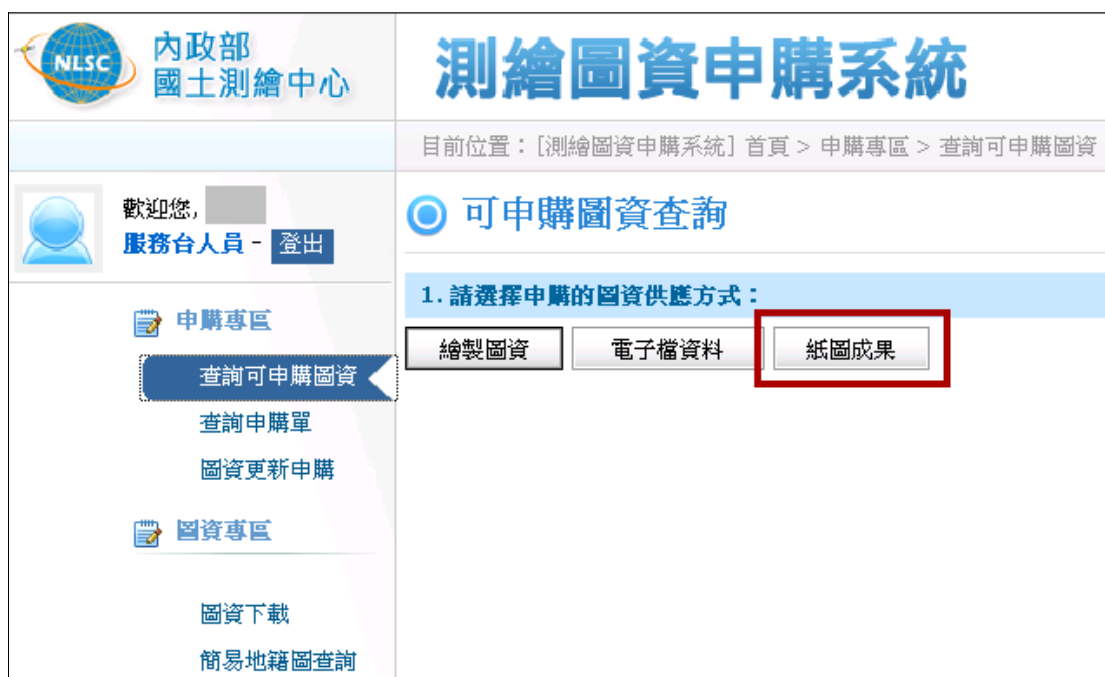 NLSC
內政部
國土測繪中心
測繪圖資申購系統
目前位置：[測繪圖資申購系統] 首頁 > 申購專區 > 查詢可申購圖資
歡迎您,
服務台人員 - 登出
可申購圖資查詢
1. 請選擇申購的圖資供應方式：
繪製圖資 電子檔資料 紙圖成果
申購專區
查詢可申購圖資
查詢申購單
圖資更新申購
圖資專區
圖資下載
簡易地籍圖查詢